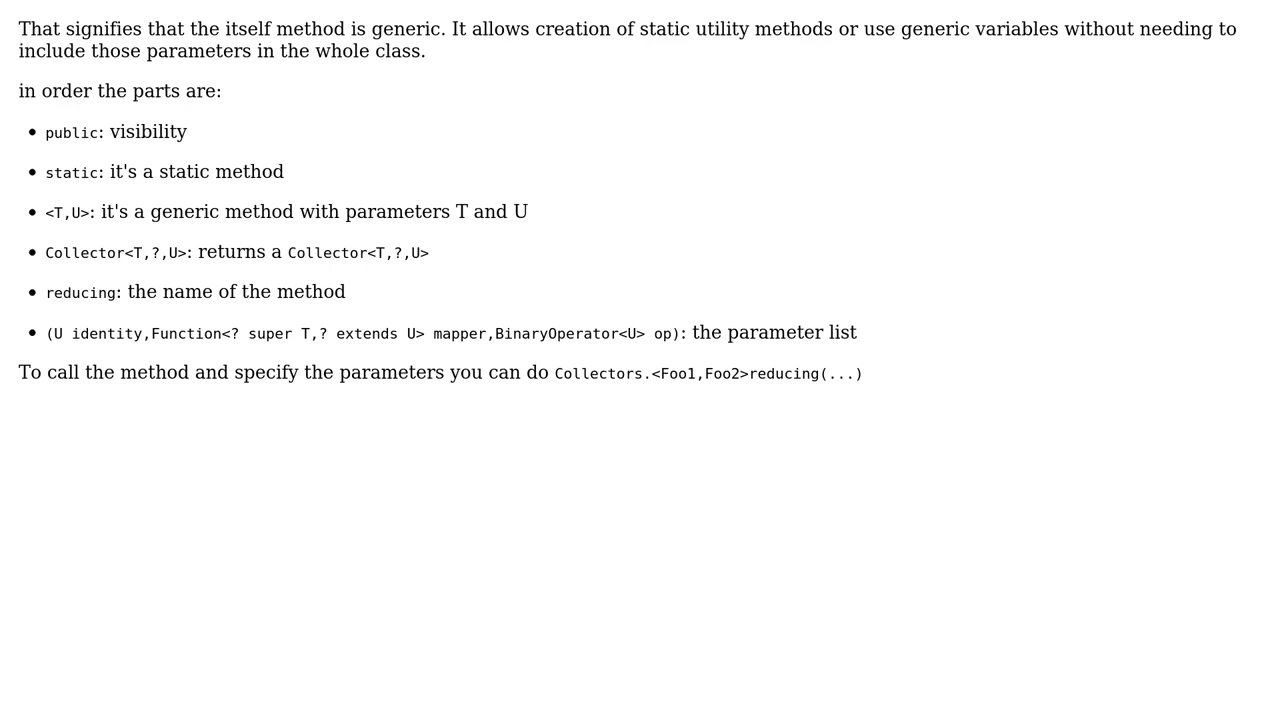 That signifies that the itself method is generic. It allows creation of static utility methods or use generic variables without needing to
include those parameters in the whole class.
in order the parts are:
• public: visibility
• static: it's a static method
• <T,U>: it's a generic method with parameters T and U
• Collector<T,?,U>: returns a Collector<T,?,U>
• reducing: the name of the method
• (U identity,Function<? super T,? extends U> mapper,BinaryOperator<U> op): the parameter list
To call the method and specify the parameters you can do Collectors.<Foo1,Foo2>reducing(...)